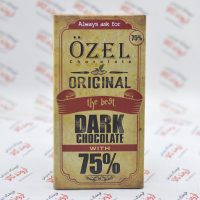 Always ask for
75%
ÖZEL
Chocolate
ORIGINAL
the best
DARK
CHOCOLATE
WITH
75%